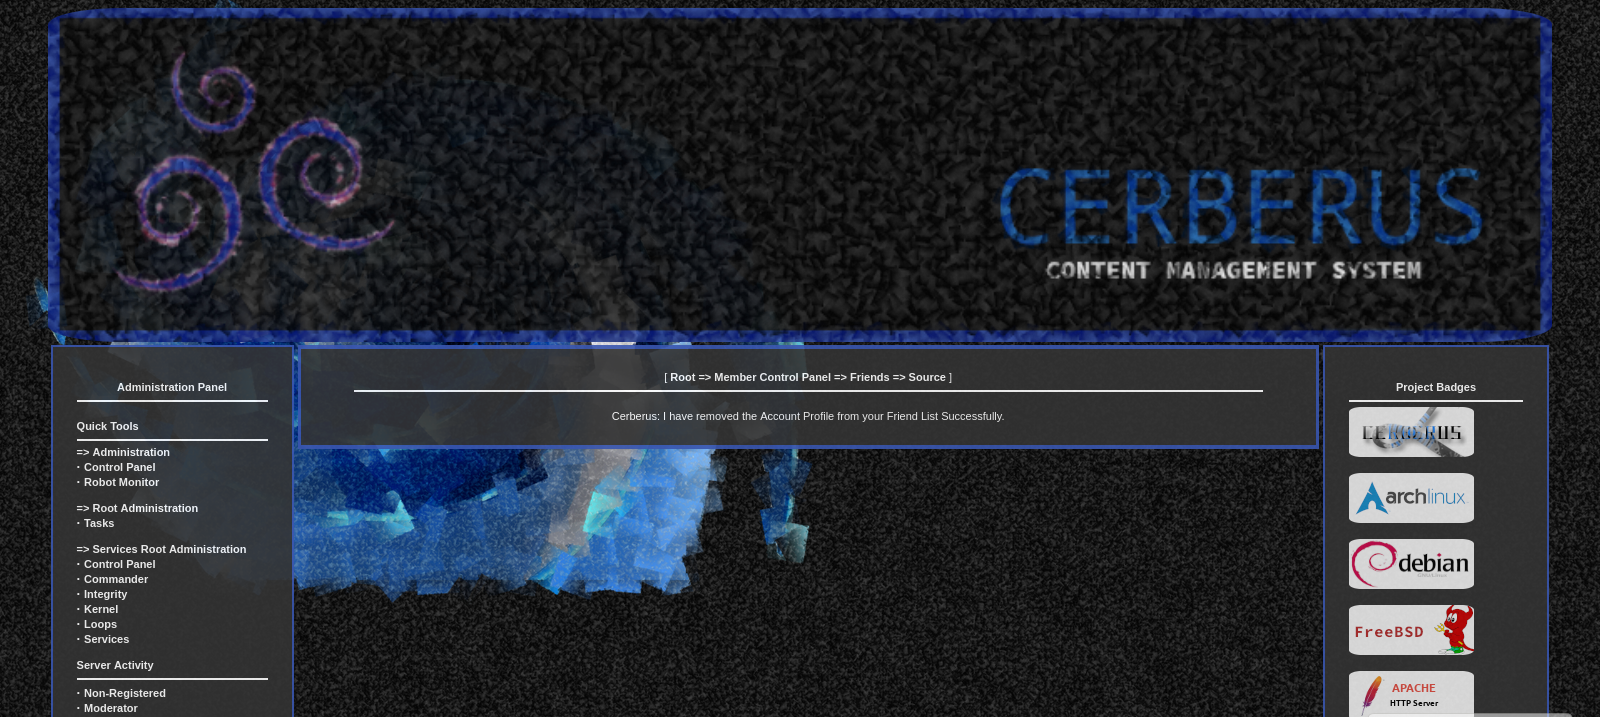 CERBERUS
CONTENT MANAGEMENT SYSTEM
Administration Panel
Quick Tools
=> Administration
· Control Panel
· Robot Monitor
=> Root Administration
· Tasks
=> Services Root Administration
· Control Panel
· Commander
· Integrity
· Kernel
· Loops
· Services
Server Activity
· Non-Registered
· Moderator
[ Root => Member Control Panel => Friends => Source ]
Cerberus: I have removed the Account Profile from your Friend List Successfully.
Project Badges
CERBERUS
archlinux
debian
FreeBSD
APACHE
HTTP Server